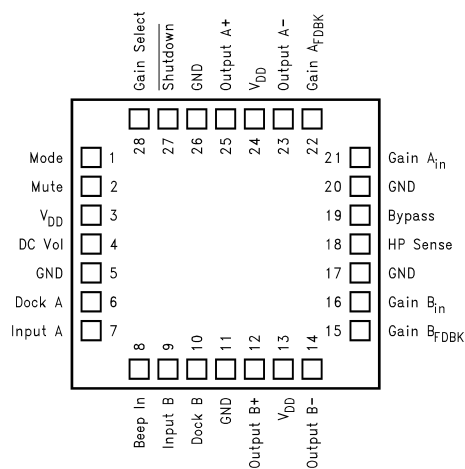 Gain Select
Shutdown
GND
Output A+
VDD
Output A-
Gain AFDBK
28
27
26
25
24
23
22
Mode 1
Mute 2
VDD 3
DC Vol 4
GND 5
Dock A 6
Input A 7
21 Gain Ain
20 GND
19 Bypass
18 HP Sense
17 GND
16 Gain Bin
15 Gain BFDBK
8
9
10
11
12
13
14
Beep In
Input B
Dock B
GND
Output B+
VDD
Output B-